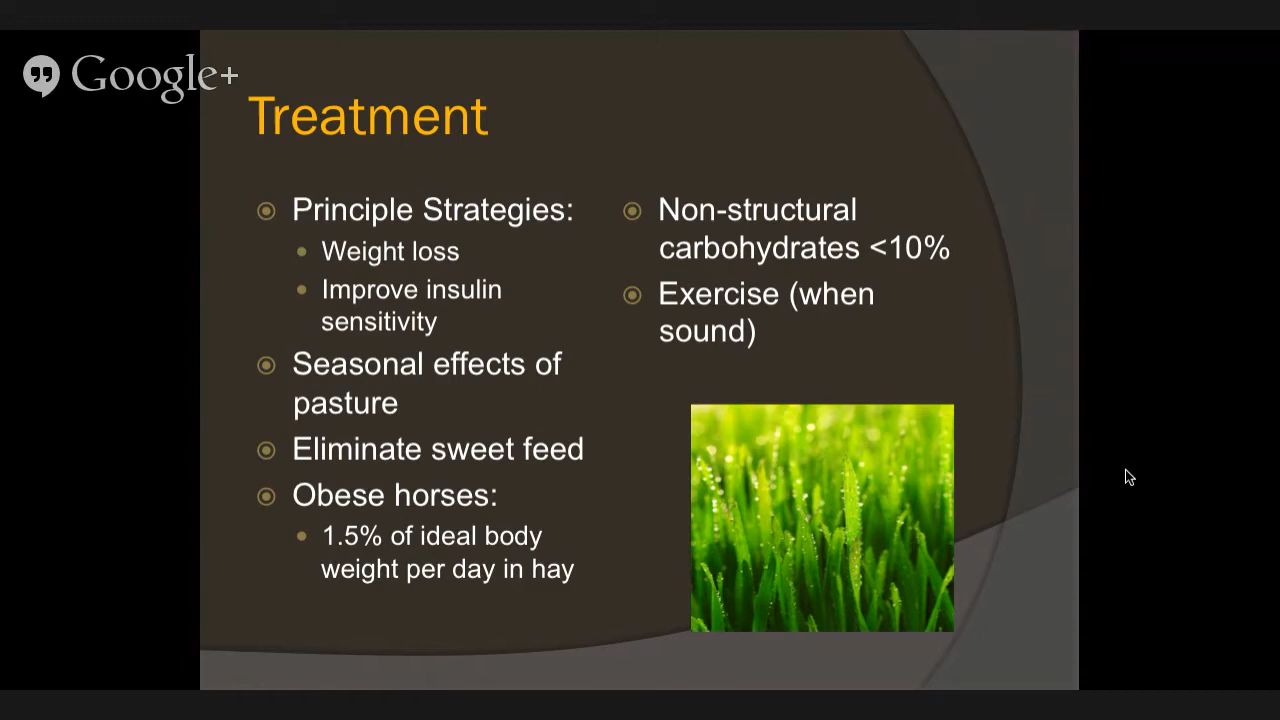 Google+
Treatment
Principle Strategies:
Weight loss
Improve insulin
sensitivity
Seasonal effects of
pasture
Eliminate sweet feed
Obese horses:
1.5% of ideal body
weight per day in hay
Non-structural
carbohydrates <10%
Exercise (when
sound)